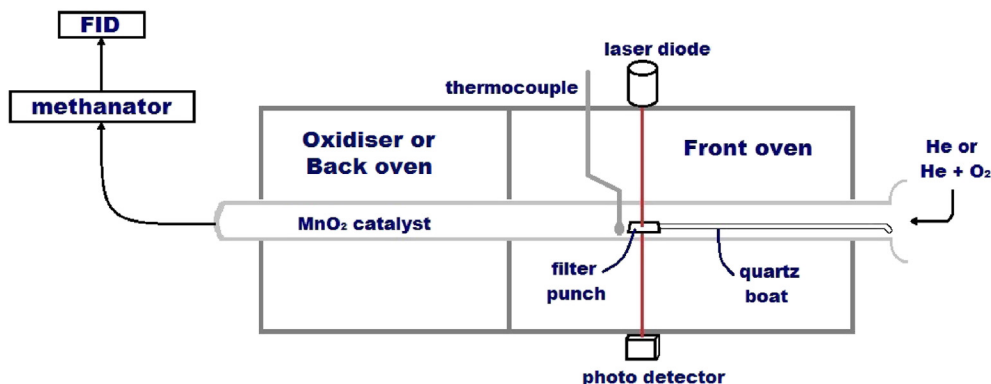 FID
methanator
laser diode
thermocouple
Oxidiser or
Back oven
Front oven
He or
He + O₂
MnO₂ catalyst
filter
punch
quartz
boat
photo detector